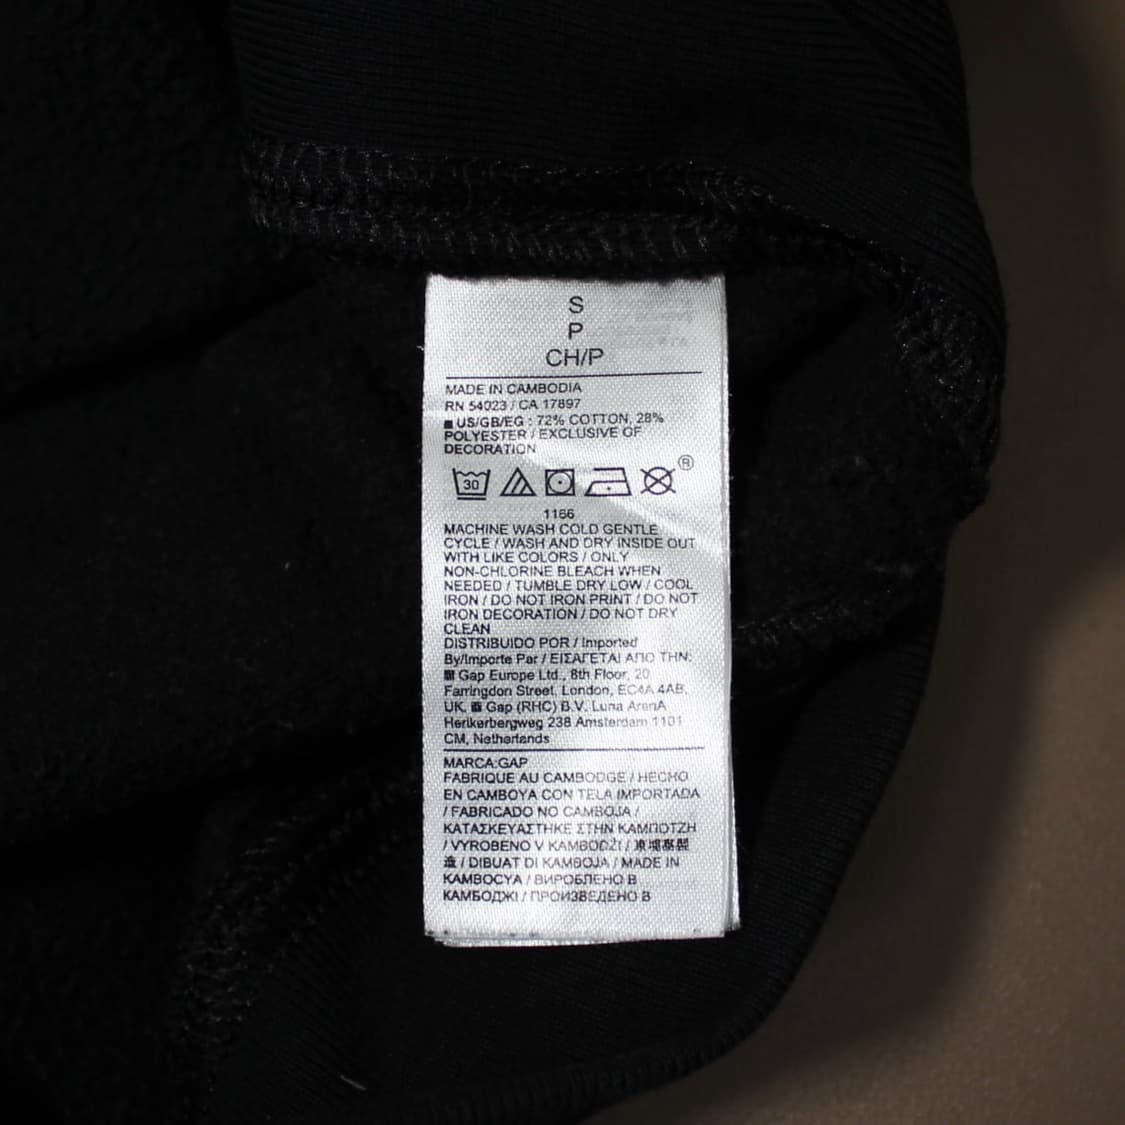 S
P
CH/P
MADE IN CAMBODIA
RN 54023 / CA 17897
US/GB/EG : 72% COTTON, 28%
POLYESTER / EXCLUSIVE OF
DECORATION
30
®
1166
MACHINE WASH COLD GENTLE
CYCLE / WASH AND DRY INSIDE OUT
WITH LIKE COLORS / ONLY
NON-CHLORINE BLEACH WHEN
NEEDED / TUMBLE DRY LOW / COOL
IRON / DO NOT IRON PRINT / DO NOT
IRON DECORATION / DO NOT DRY
CLEAN
DISTRIBUIDO POR / Imported
By/Importe Par / ΕΙΣΑΓΕΤΑΙ ΑΠΟ ΤΗΝ:
Gap Europe Ltd., 8th Floor, 20
Farringdon Street, London, EC4A 4AB,
UK, Gap (RHC) B.V. Luna ArenA
Herikerbergweg 238 Amsterdam 1101
CM, Netherlands
MARCA:GAP
FABRIQUE AU CAMBODGE / HECHO
EN CAMBOYA CON TELA IMPORTADA
/ FABRICADO NO CAMBOJA /
ΚΑΤΑΣΚΕΥΑΣΤΗΚΕ ΣΤΗΝ ΚΑΜΠΟΤΖΗ
/ VYROBENO V KAMBODŽI / 柬埔寨製
造 / DIBUAT DI KAMBOJA / MADE IN
KAMBOCYA / ВИРОБЛЕНО В
КАМБОДЖІ / ПРОИЗВЕДЕНО В